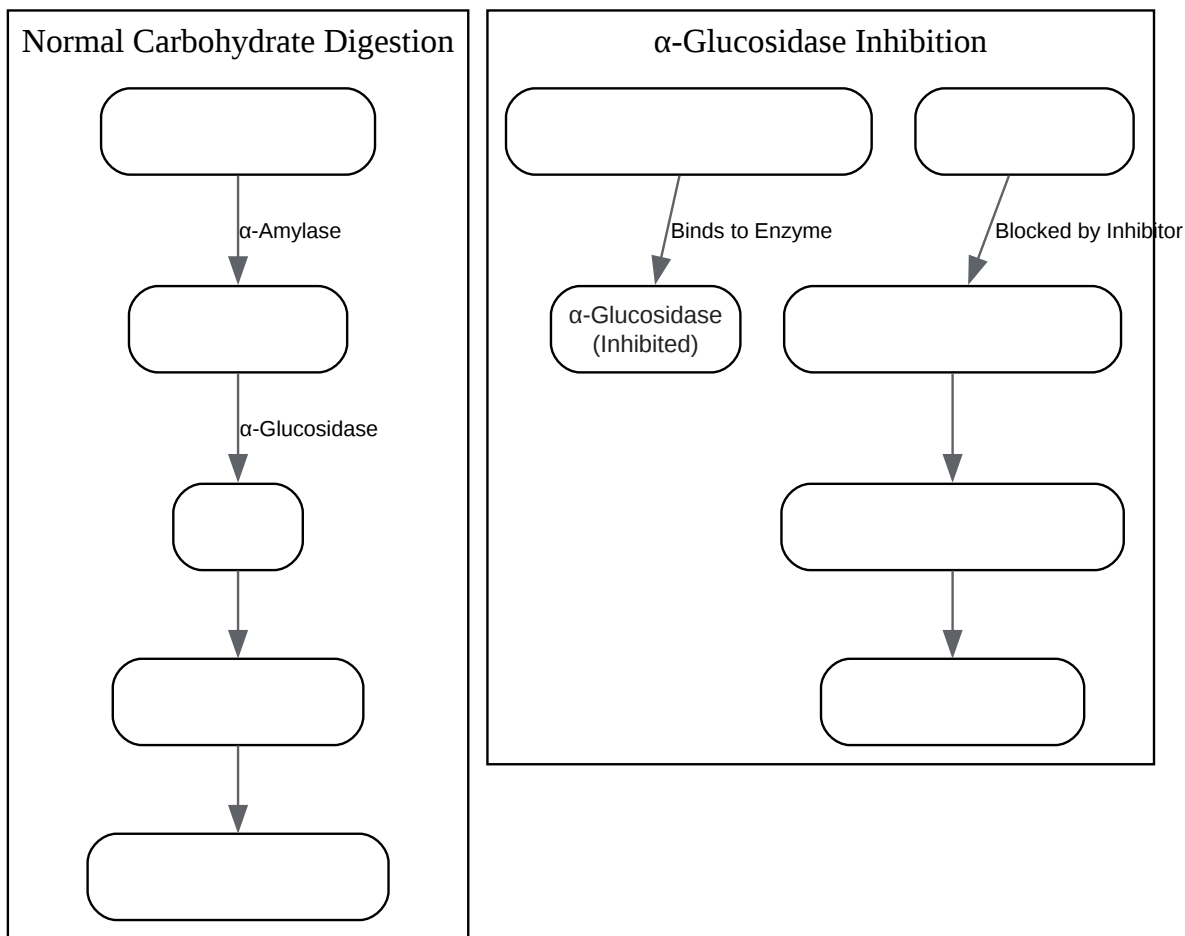 Normal Carbohydrate Digestion
α-Amylase
α-Glucosidase
α-Glucosidase Inhibition
Binds to Enzyme
Blocked by Inhibitor
α-Glucosidase
(Inhibited)